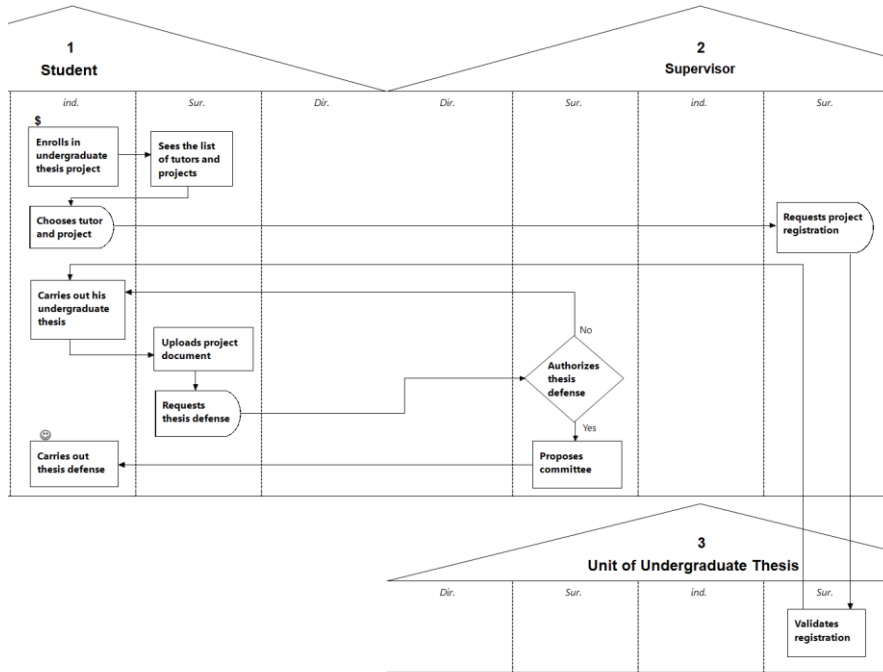 1
Student
2
Supervisor
ind.
Sur.
Dir.
Dir.
Sur.
ind.
Sur.
$
Enrolls in
undergraduate
thesis project
Sees the list
of tutors and
projects
Chooses tutor
and project
Requests project
registration
Carries out his
undergraduate
thesis
No
Uploads project
document
Authorizes
thesis
defense
Requests
thesis defense
Yes
Carries out
thesis defense
Proposes
committee
3
Unit of Undergraduate Thesis
Dir.
Sur.
ind.
Sur.
Validates
registration